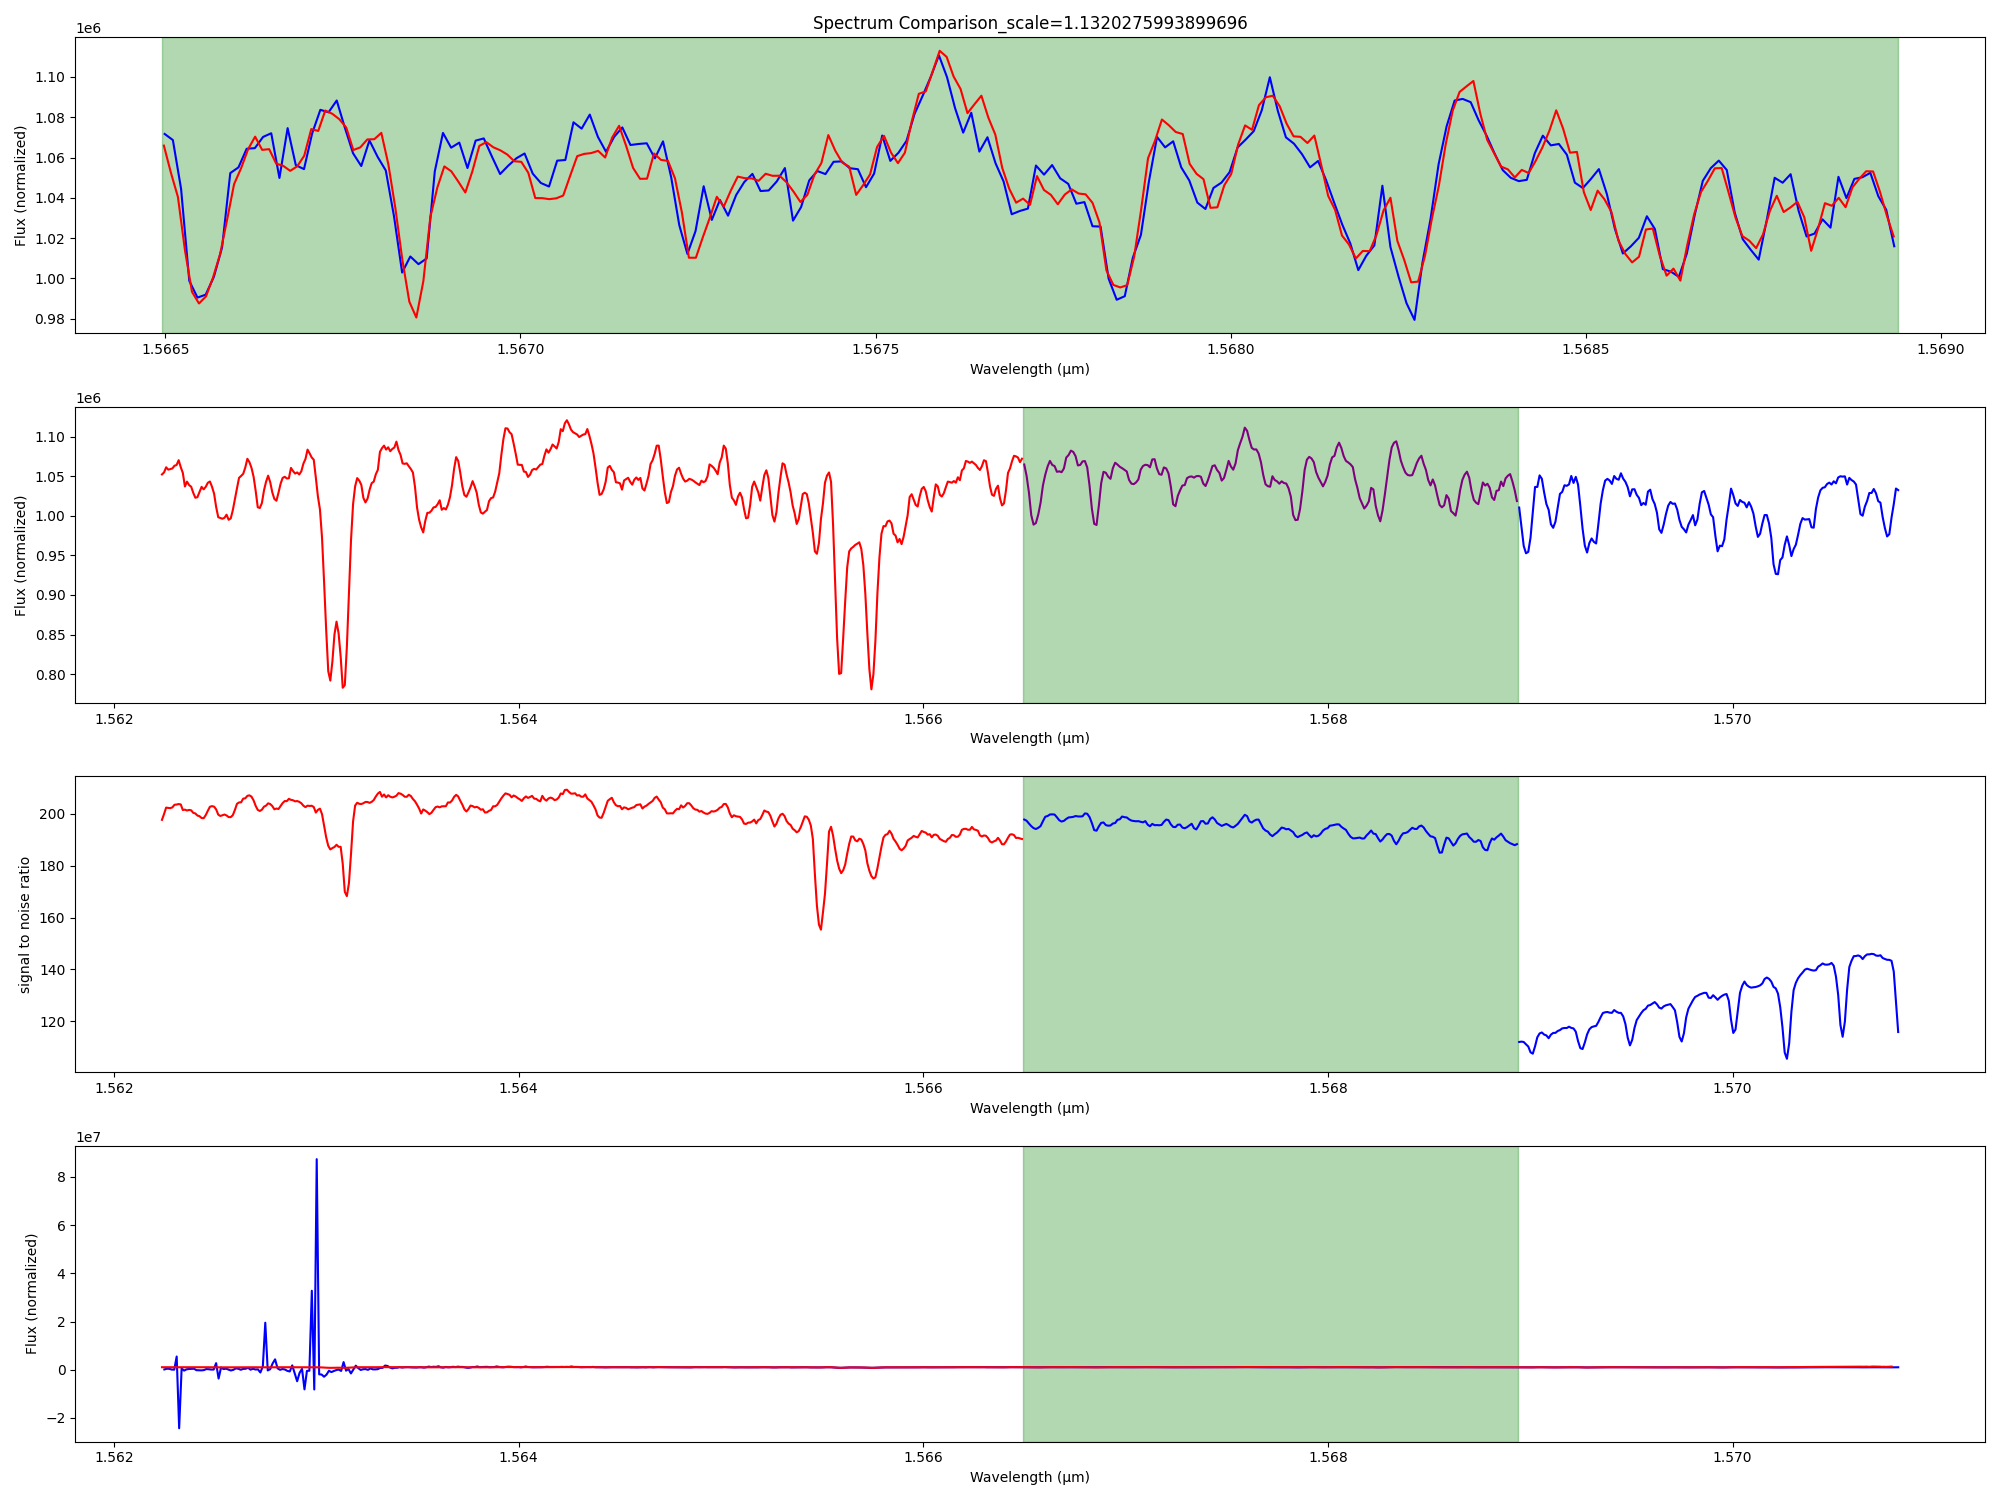 Spectrum Comparison_scale=1.1320275993899696
1e6
1.10
1.08
1.06
1.04
1.02
1.00
0.98
Flux (normalized)
1.5665 1.5670 1.5675 1.5680 1.5685 1.5690
Wavelength (μm)
1e6
1.10
1.05
1.00
0.95
0.90
0.85
0.80
Flux (normalized)
1.562 1.564 1.566 1.568 1.570
Wavelength (μm)
200
180
160
140
120
signal to noise ratio
1.562 1.564 1.566 1.568 1.570
Wavelength (μm)
1e7
8
6
4
2
0
−2
Flux (normalized)
1.562 1.564 1.566 1.568 1.570
Wavelength (μm)